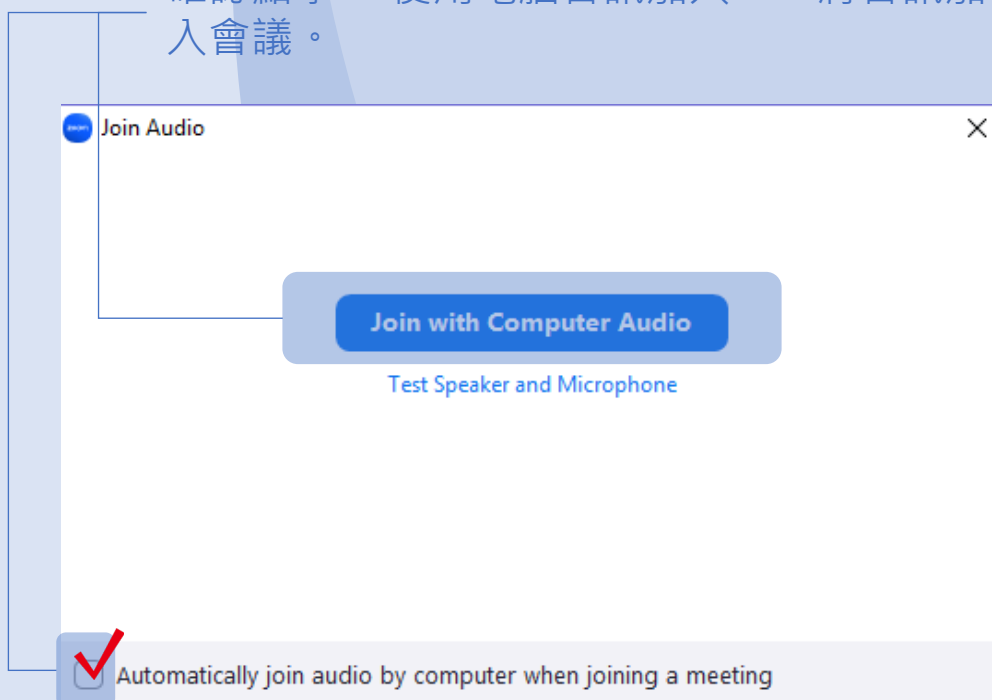 入會議。
zoom
Join Audio
Join with Computer Audio
Test Speaker and Microphone
Automatically join audio by computer when joining a meeting